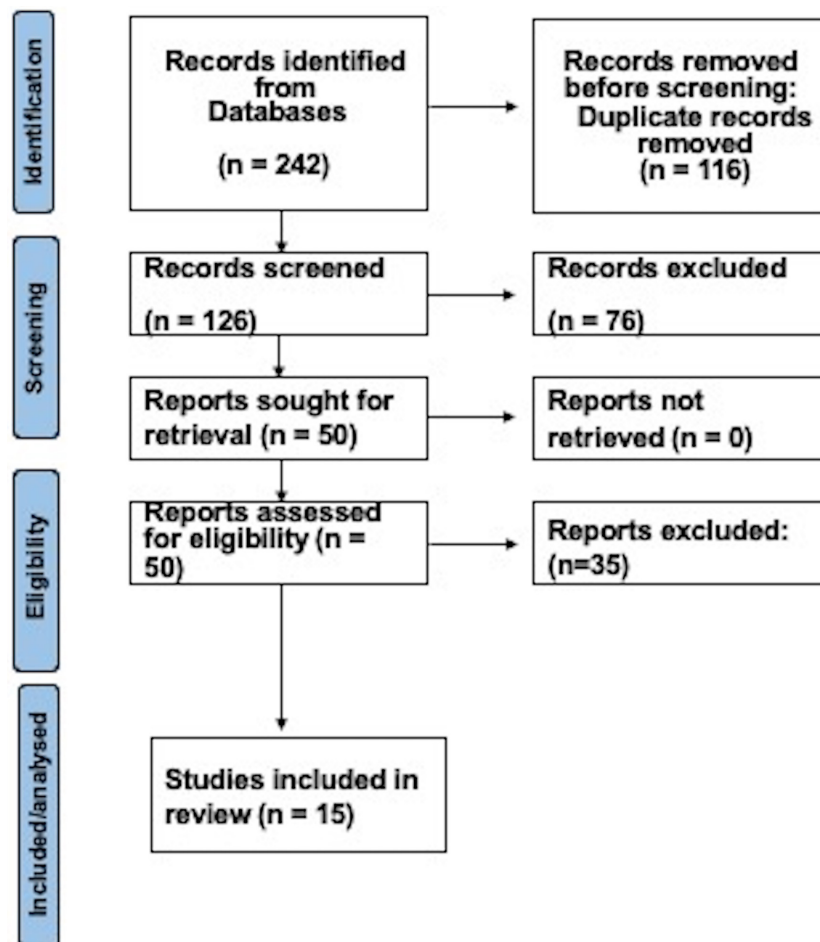 Identification
Records identified
from
Databases
(n = 242)
Records removed
before screening:
Duplicate records
removed
(n = 116)
Screening
Records screened
(n = 126)
Records excluded
(n = 76)
Reports sought for
retrieval (n = 50)
Reports not
retrieved (n = 0)
Eligibility
Reports assessed
for eligibility (n =
50)
Reports excluded:
(n=35)
Included/analysed
Studies included in
review (n = 15)